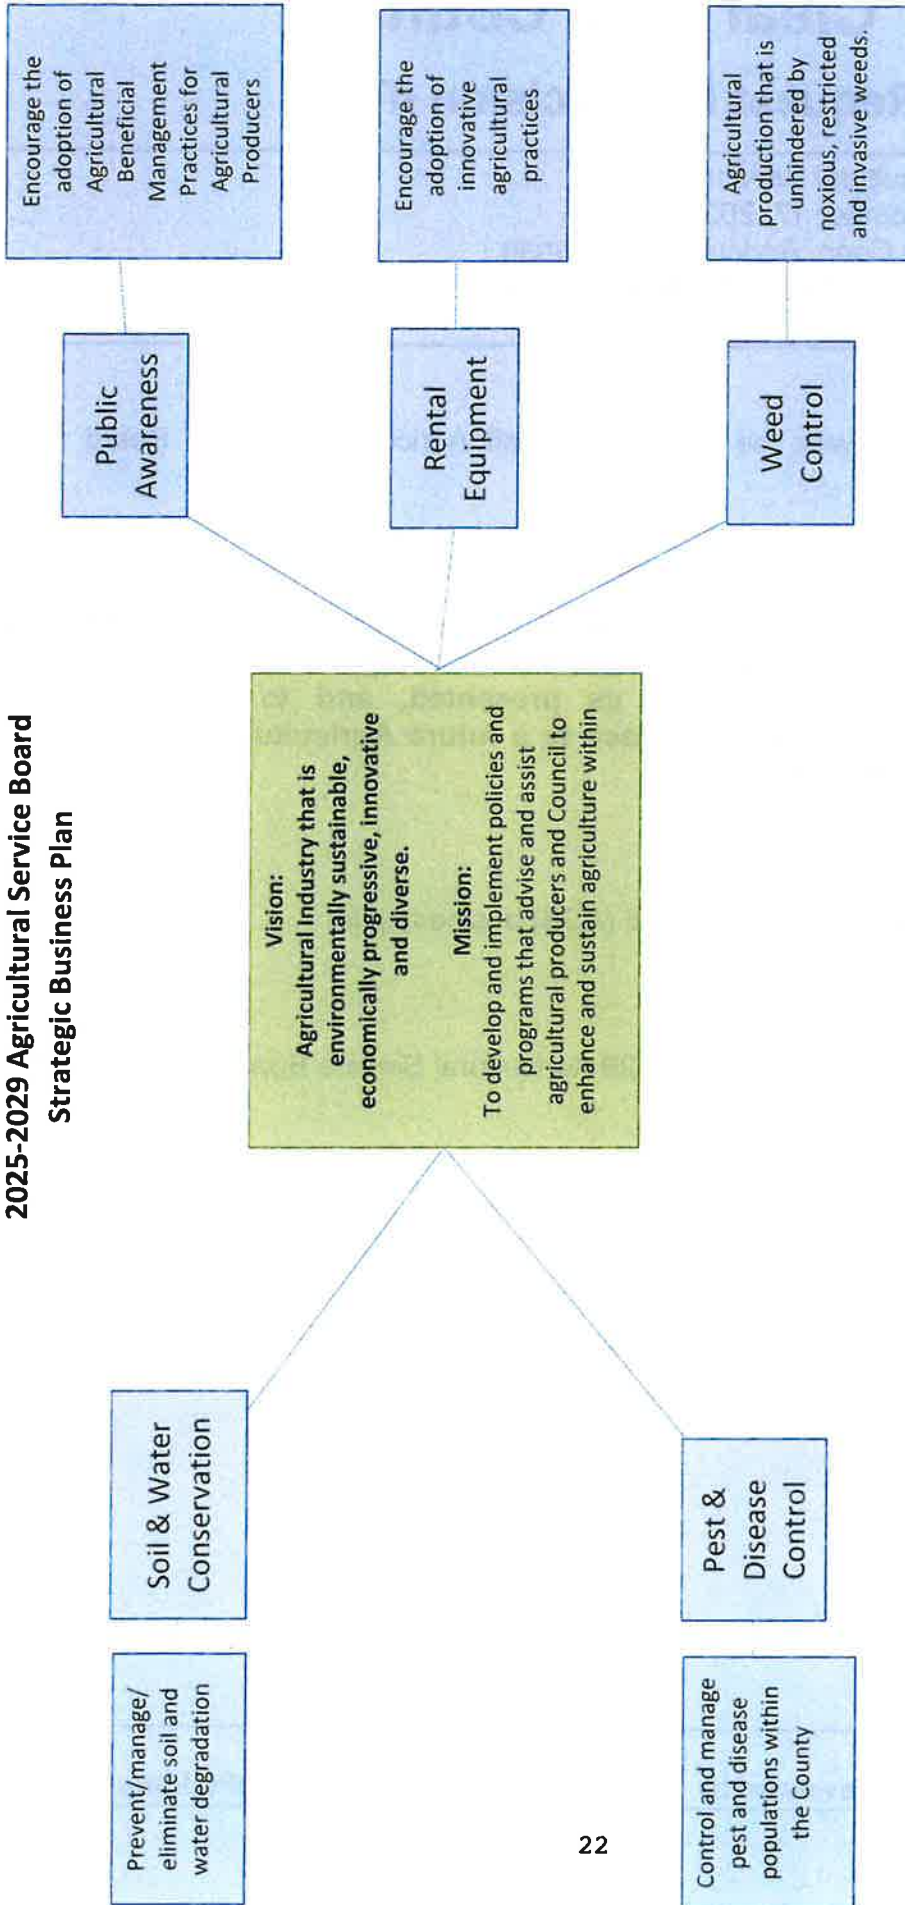 2025-2029 Agricultural Service Board
Strategic Business Plan
Prevent/manage/
eliminate soil and
water degradation
Soil & Water
Conservation
Control and manage
pest and disease
populations within
the County
Pest &
Disease
Control
Vision:
Agricultural Industry that is
environmentally sustainable,
economically progressive, innovative
and diverse.
Mission:
To develop and implement policies and
programs that advise and assist
agricultural producers and Council to
enhance and sustain agriculture within
Public
Awareness
Encourage the
adoption of
Agricultural
Beneficial
Management
Practices for
Agricultural
Producers
Rental
Equipment
Encourage the
adoption of
innovative
agricultural
practices
Weed
Control
Agricultural
production that is
unhindered by
noxious, restricted
and invasive weeds.
22